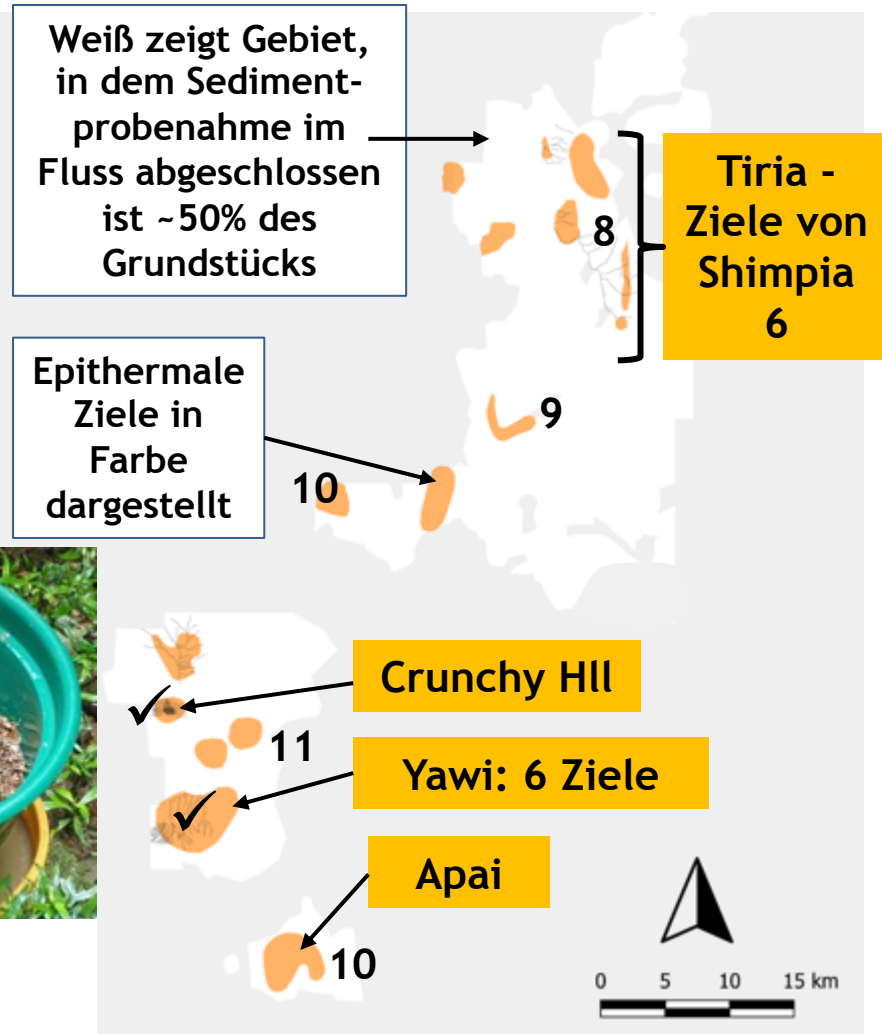 Weiß zeigt Gebiet,
in dem Sediment-
probenahme im
Fluss abgeschlossen
ist ~50% des
Grundstücks
Tiria -
Ziele von
Shimpia
6
8
Epithermale
Ziele in
Farbe
dargestellt
9
10
Crunchy Hll
11
Yawi: 6 Ziele
Apai
10
0 5 10 15 km